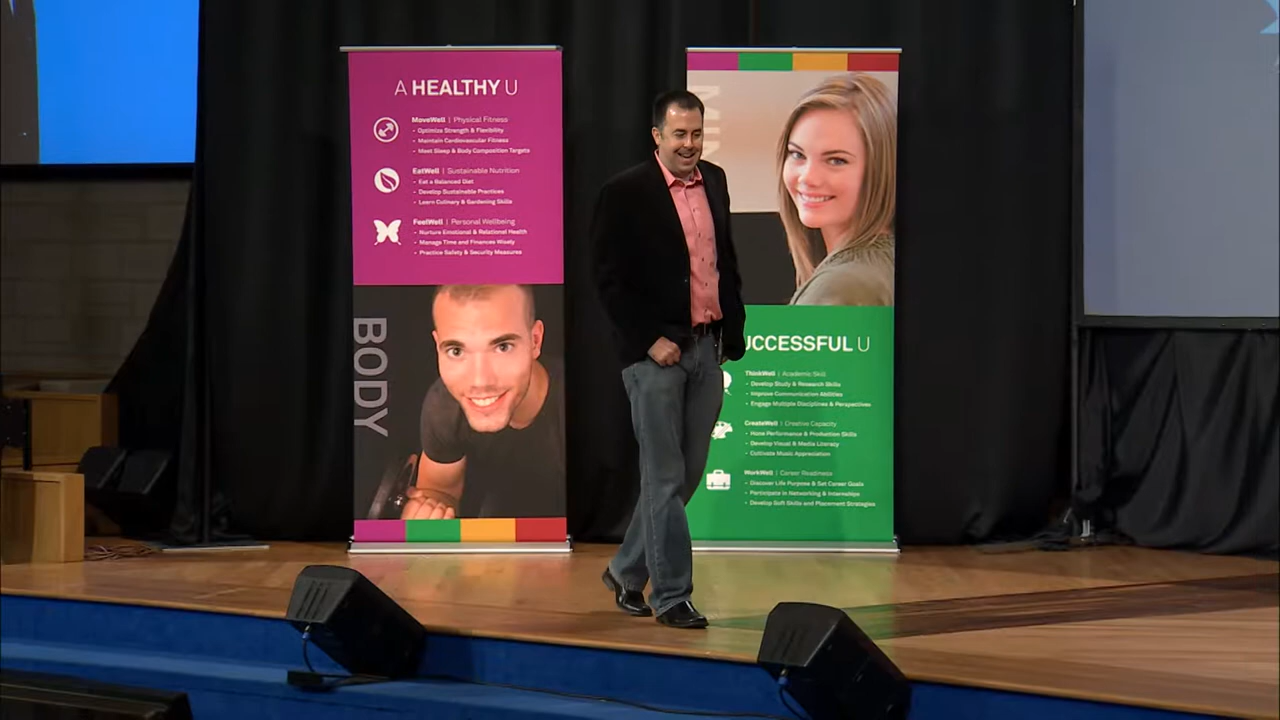 A HEALTHY U
MoveWell | Physical Fitness
• Optimize Strength & Flexibility
• Maintain Cardiovascular Fitness
• Meet Sleep & Body Composition Targets
EatWell | Sustainable Nutrition
• Eat a Balanced Diet
• Develop Sustainable Practices
• Learn Culinary & Gardening Skills
FeelWell | Personal Wellbeing
• Nurture Emotional & Relational Health
• Manage Time and Finances Wisely
• Practice Safety & Security Measures
BODY
MIN
UCCESSFUL U
ThinkWell | Academic Skill
• Develop Study & Research Skills
• Improve Communication Abilities
• Engage Multiple Disciplines & Perspectives
CreateWell | Creative Capacity
• Hone Performance & Production Skills
• Develop Visual & Media Literacy
• Cultivate Music Appreciation
WorkWell | Career Readiness
• Discover Life Purpose & Set Career Goals
• Participate in Networking & Internships
• Develop Soft Skills and Placement Strategies